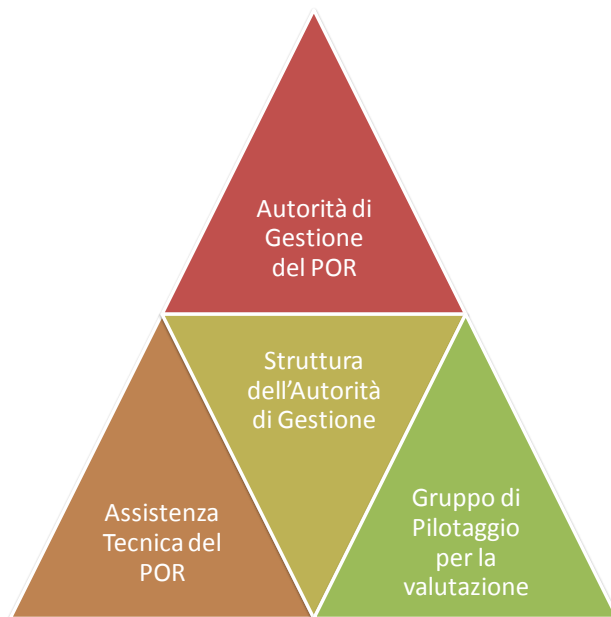 Autorità di
Gestione
del POR
Struttura
dell’Autorità
di Gestione
Assistenza
Tecnica del
POR
Gruppo di
Pilotaggio
per la
valutazione